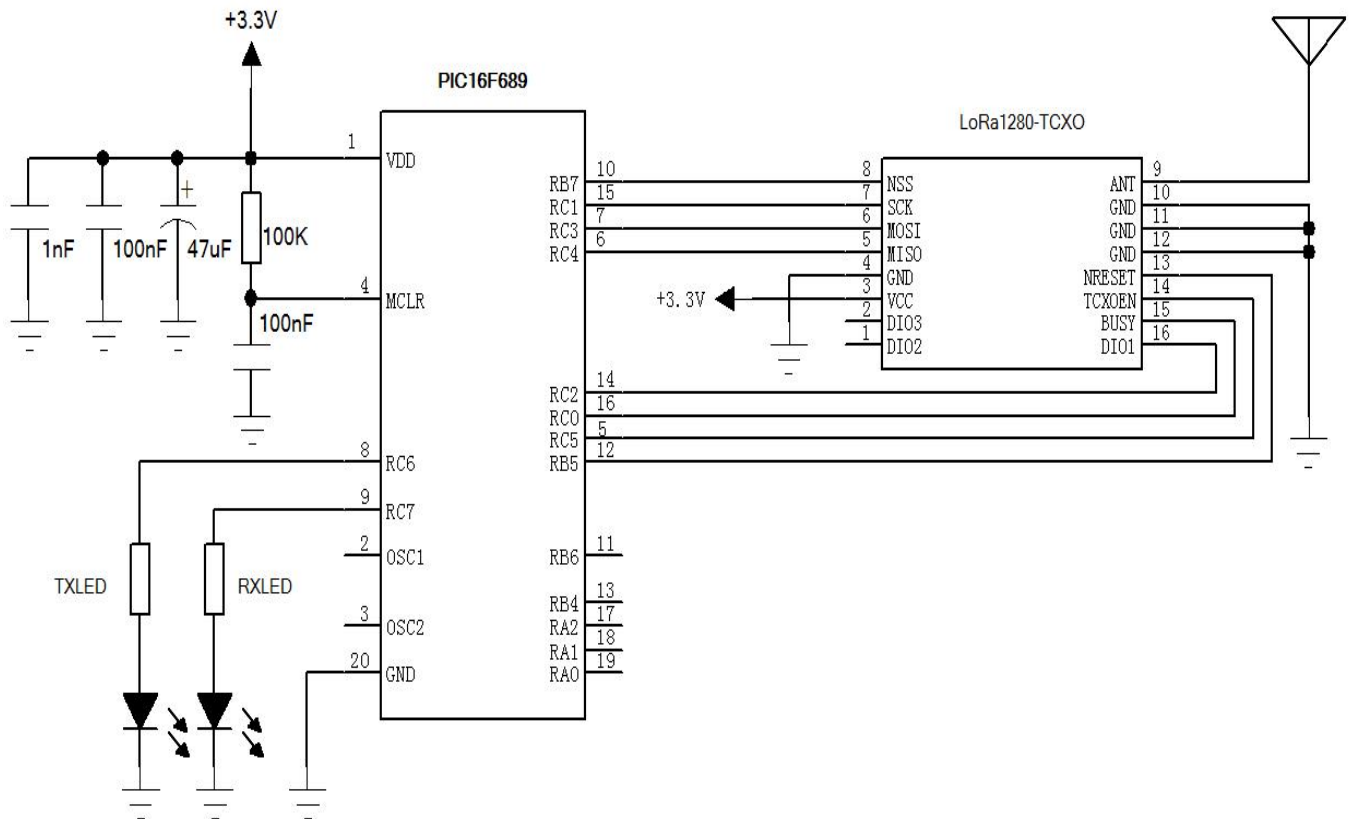 +3.3V
PIC16F689
LoRa1280-TCXO
1
VDD
1nF
100nF
+
47uF
100K
4
MCLR
100nF
8
RC6
9
RC7
2
OSC1
3
OSC2
20
GND
TXLED
RXLED
10
RB7
15
RC1
7
RC3
6
RC4
14
RC2
16
RC0
5
RC5
12
RB5
11
RB6
13
RB4
17
RA2
18
RA1
19
RA0
+3.3V
8
NSS
7
SCK
6
MOSI
5
MISO
4
GND
3
VCC
2
DIO3
1
DIO2
9
ANT
10
GND
11
GND
12
GND
13
NRESET
14
TCXOEN
15
BUSY
16
DIO1